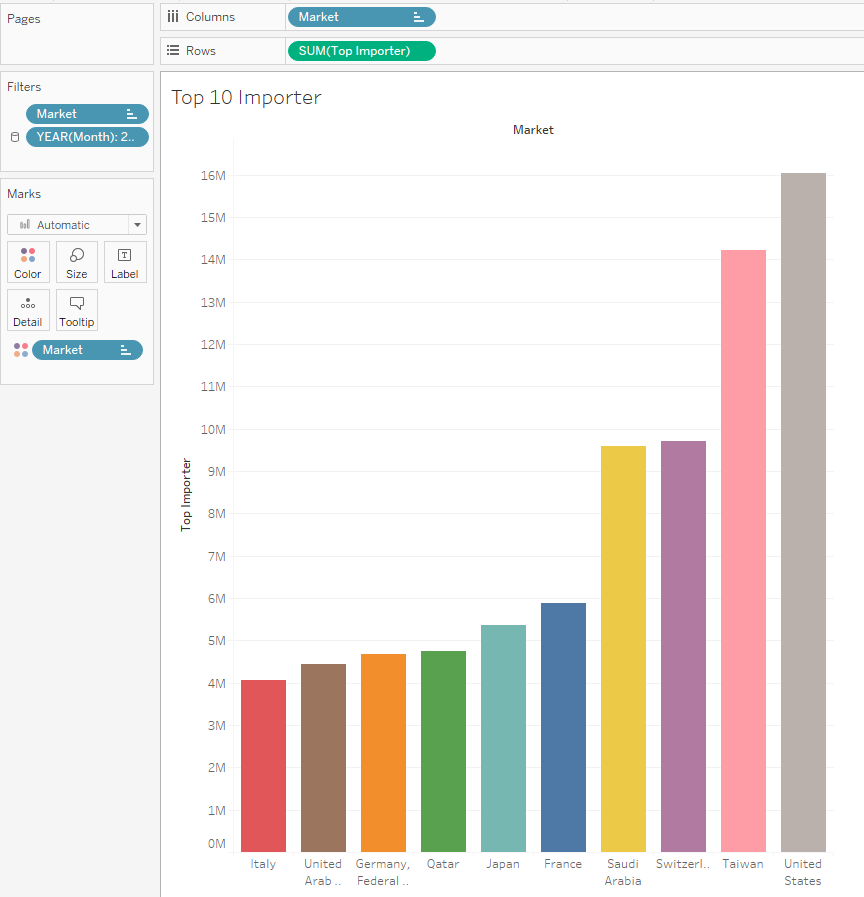 Pages
Columns
Market
Rows
SUM(Top Importer)
Filters
Market
YEAR(Month): 2..
Marks
Automatic
Color
Size
Label
Detail
Tooltip
Market
Top 10 Importer
Market
16M
15M
14M
13M
12M
11M
10M
9M
8M
7M
6M
5M
4M
3M
2M
1M
0M
Top Importer
Italy
United
Arab ..
Germany,
Federal ..
Qatar
Japan
France
Saudi
Arabia
Switzerl..
Taiwan
United
States